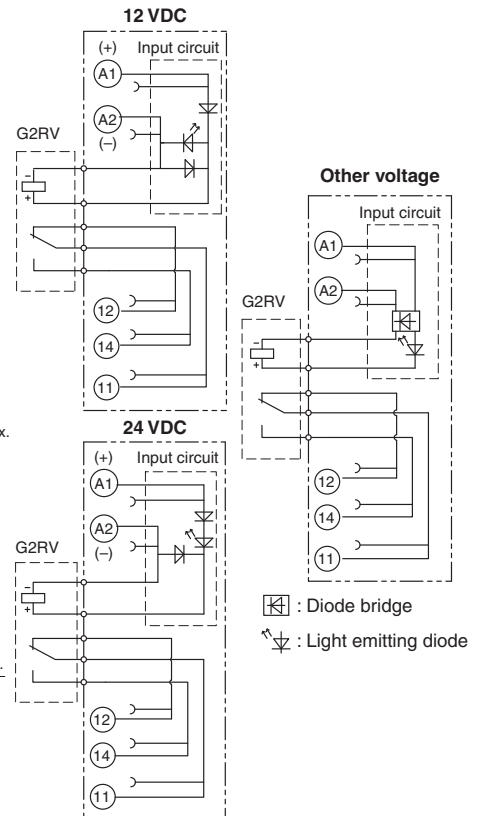 12 VDC
(+) Input circuit
A1
A2
(–)
G2RV
–
+
12
14
11
x.
24 VDC
(+) Input circuit
A1
A2
(–)
G2RV
–
+
.
12
14
11
Other voltage
Input circuit
A1
A2
G2RV
–
+
12
14
11
: Diode bridge
: Light emitting diode